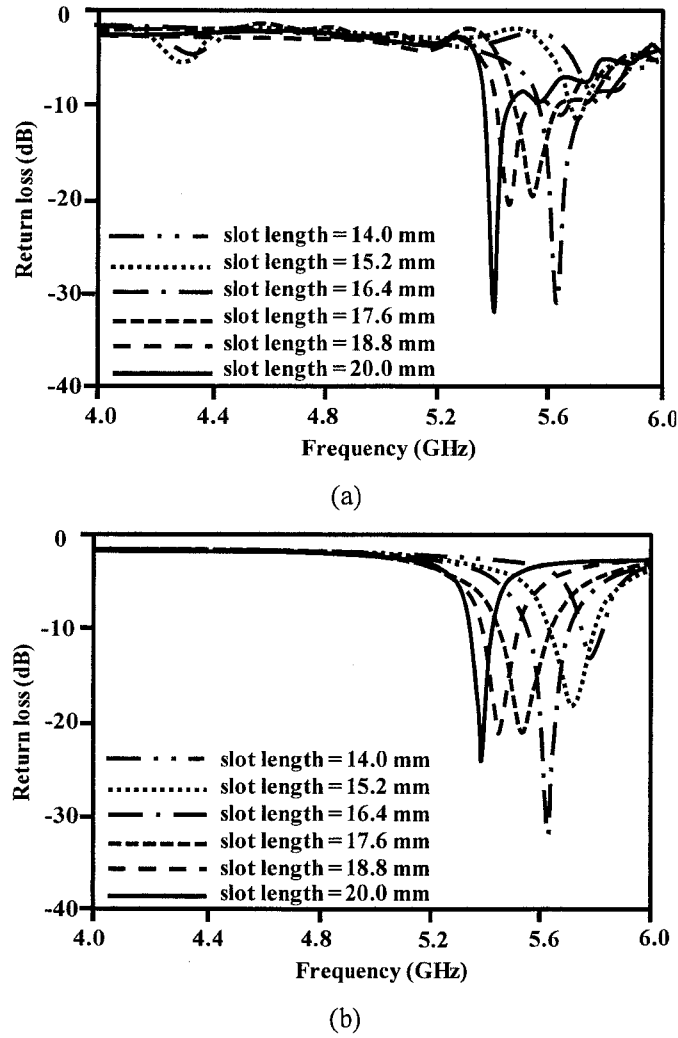 0
-10
-20
-30
-40
Return loss (dB)
slot length = 14.0 mm
slot length = 15.2 mm
slot length = 16.4 mm
slot length = 17.6 mm
slot length = 18.8 mm
slot length = 20.0 mm
4.0 4.4 4.8 5.2 5.6 6.0
Frequency (GHz)
(a)
0
-10
-20
-30
-40
Return loss (dB)
slot length = 14.0 mm
slot length = 15.2 mm
slot length = 16.4 mm
slot length = 17.6 mm
slot length = 18.8 mm
slot length = 20.0 mm
4.0 4.4 4.8 5.2 5.6 6.0
Frequency (GHz)
(b)